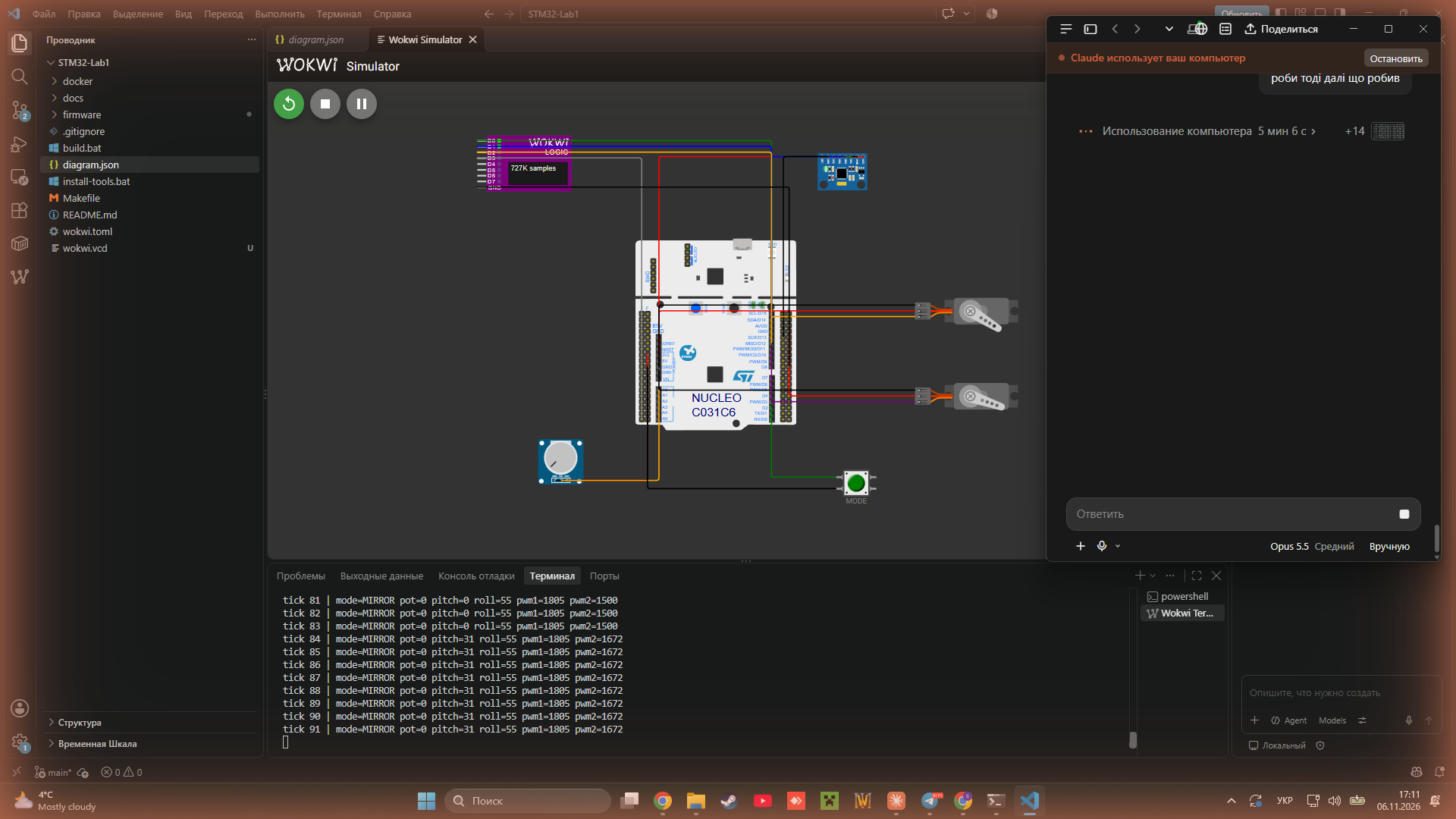 Файл Правка Выделение Вид Переход Выполнить Терминал Справка
STM32-Lab1
Обновить
Проводник
diagram.json
Wokwi Simulator
STM32-Lab1
docker
docs
firmware
.gitignore
build.bat
diagram.json
install-tools.bat
Makefile
README.md
wokwi.toml
wokwi.vcd U
Структура
Временная Шкала
WOKWI Simulator
WOKWI
LOGIC
727K samples
D4
D5
D6
D7
NUCLEO
C031C6
MODE
Поделиться
Claude использует ваш компьютер
Остановить
роби тоді далі що робив
Использование компьютера 5 мин 6 с
+14
Ответить
Opus 5.5 Средний Вручную
Проблемы Выходные данные Консоль отладки Терминал Порты
tick 81 | mode=MIRROR pot=0 pitch=0 roll=55 pwm1=1805 pwm2=1500
tick 82 | mode=MIRROR pot=0 pitch=0 roll=55 pwm1=1805 pwm2=1500
tick 83 | mode=MIRROR pot=0 pitch=0 roll=55 pwm1=1805 pwm2=1500
tick 84 | mode=MIRROR pot=0 pitch=31 roll=55 pwm1=1805 pwm2=1672
tick 85 | mode=MIRROR pot=0 pitch=31 roll=55 pwm1=1805 pwm2=1672
tick 86 | mode=MIRROR pot=0 pitch=31 roll=55 pwm1=1805 pwm2=1672
tick 87 | mode=MIRROR pot=0 pitch=31 roll=55 pwm1=1805 pwm2=1672
tick 88 | mode=MIRROR pot=0 pitch=31 roll=55 pwm1=1805 pwm2=1672
tick 89 | mode=MIRROR pot=0 pitch=31 roll=55 pwm1=1805 pwm2=1672
tick 90 | mode=MIRROR pot=0 pitch=31 roll=55 pwm1=1805 pwm2=1672
tick 91 | mode=MIRROR pot=0 pitch=31 roll=55 pwm1=1805 pwm2=1672
powershell
Wokwi Ter...
Опишите, что нужно создать
Agent Models
Локальный
main*
0 0
2
1
4°C
Mostly cloudy
Поиск
УКР
17:11
06.11.2026